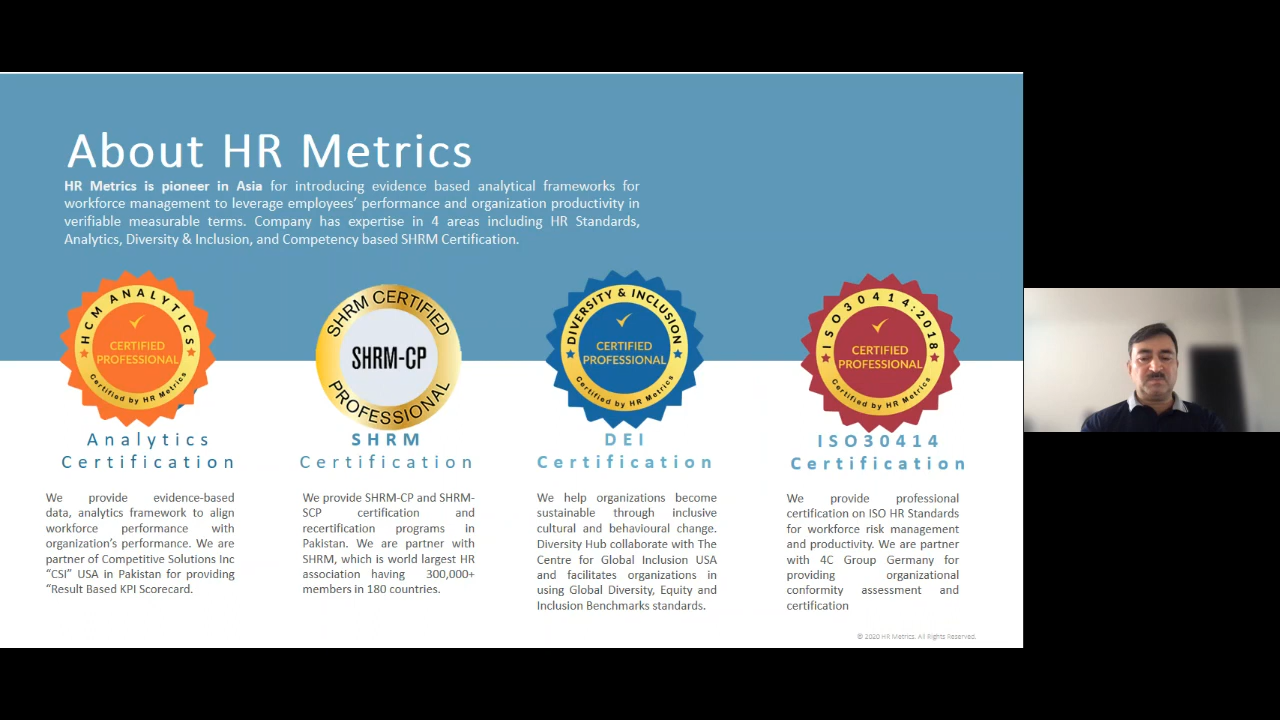 About HR Metrics
HR Metrics is pioneer in Asia for introducing evidence based analytical frameworks for
workforce management to leverage employees’ performance and organization productivity in
verifiable measurable terms. Company has expertise in 4 areas including HR Standards,
Analytics, Diversity & Inclusion, and Competency based SHRM Certification.
HCM ANALYTICS
CERTIFIED
PROFESSIONAL
Certified by HR Metrics
SHRM CERTIFIED
SHRM-CP
PROFESSIONAL
DIVERSITY & INCLUSION
CERTIFIED
PROFESSIONAL
Certified by HR Metrics
ISO30414:2018
CERTIFIED
PROFESSIONAL
Certified by HR Metrics
Analytics
Certification
We provide evidence-based
data, analytics framework to align
workforce performance with
organization’s performance. We are
partner of Competitive Solutions Inc
“CSI” USA in Pakistan for providing
“Result Based KPI Scorecard.
SHRM
Certification
We provide SHRM-CP and SHRM-
SCP certification and
recertification programs in
Pakistan. We are partner with
SHRM, which is world largest HR
association having 300,000+
members in 180 countries.
DEI
Certification
We help organizations become
sustainable through inclusive
cultural and behavioural change.
Diversity Hub collaborate with The
Centre for Global Inclusion USA
and facilitates organizations in
using Global Diversity, Equity and
Inclusion Benchmarks standards.
ISO30414
Certification
We provide professional
certification on ISO HR Standards
for workforce risk management
and productivity. We are partner
with 4C Group Germany for
providing organizational
conformity assessment and
certification
© 2020 HR Metrics. All Rights Reserved.